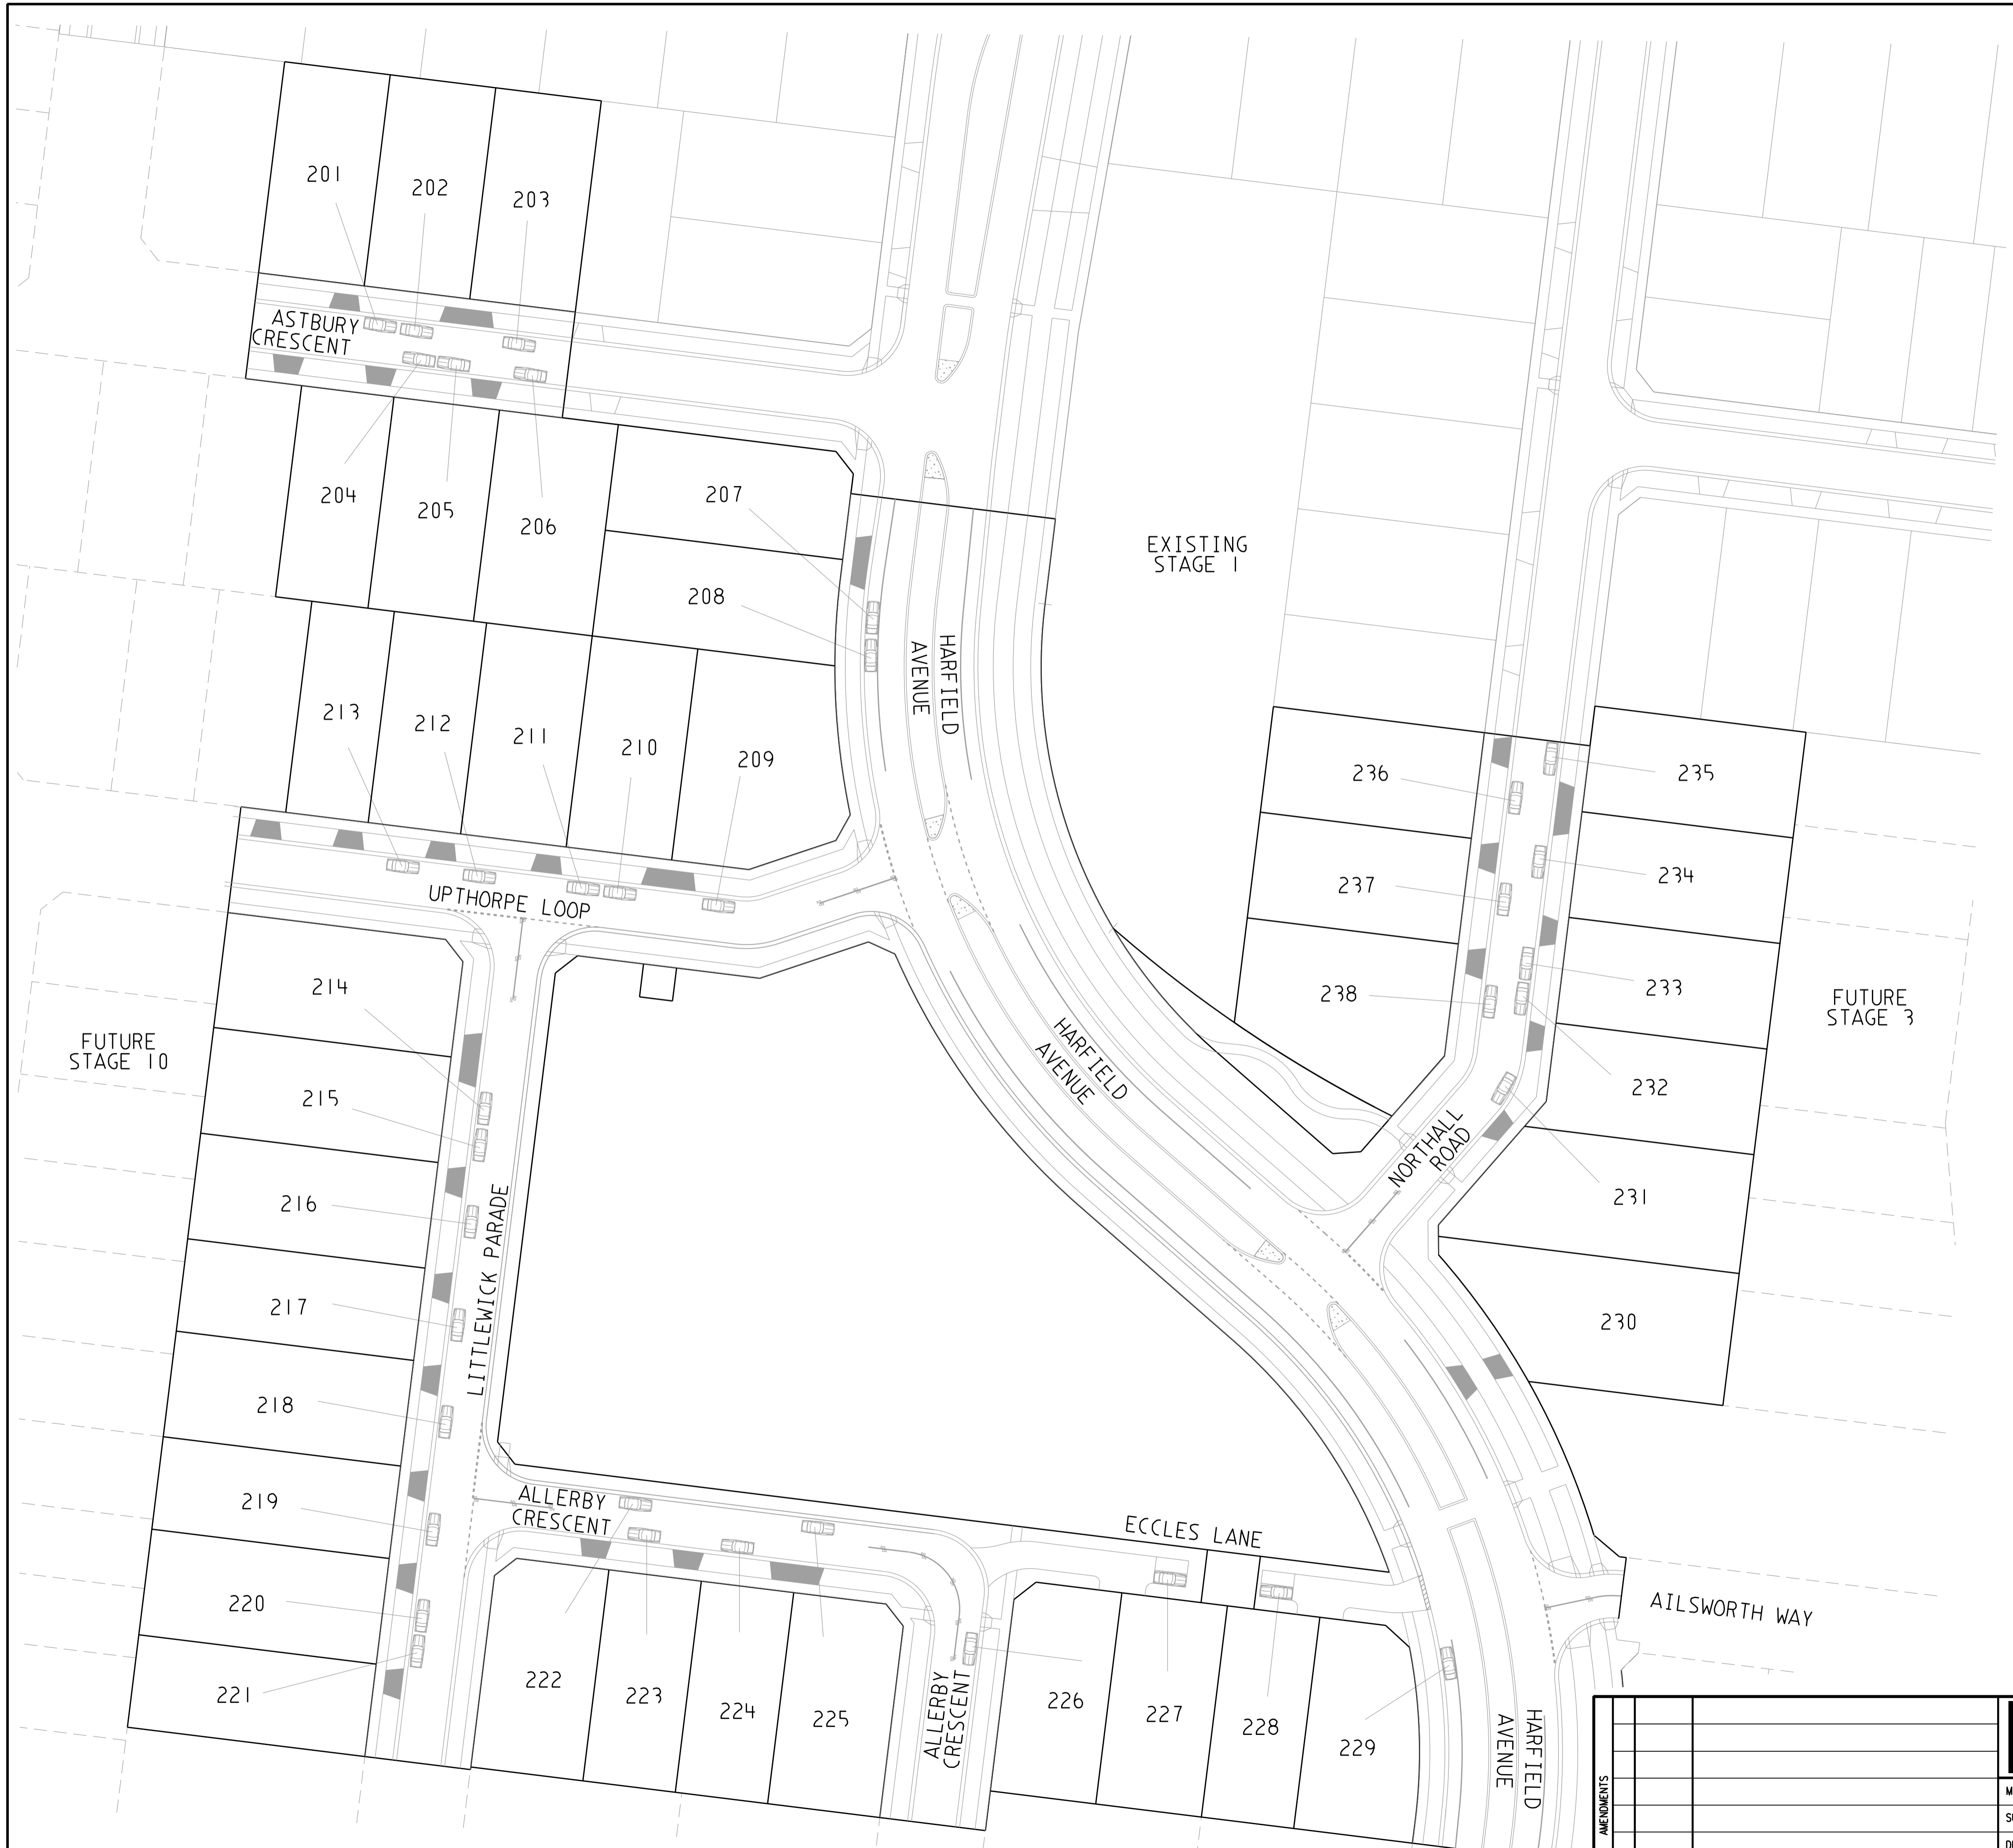 201
202
203
ASTBURY
CRESCENT
204
205
206
207
208
EXISTING
STAGE 1
HARFIELD
AVENUE
213
212
211
210
209
236
235
237
234
238
233
232
231
230
UPTHORPE LOOP
214
215
216
217
218
219
220
221
FUTURE
STAGE 10
FUTURE
STAGE 3
HARFIELD
AVENUE
NORTHALL
ROAD
LITTLEWICK PARADE
ALLERBY
CRESCENT
ECCLES LANE
AILSWORTH WAY
222
223
224
225
ALLERBY
CRESCENT
226
227
228
229
HARFIELD
AVENUE
AMENDMENTS